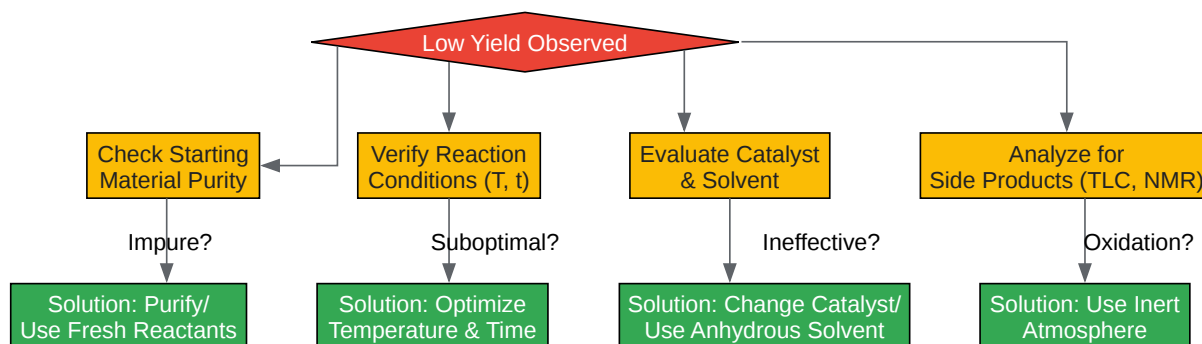 Low Yield Observed
Check Starting
Material Purity
Verify Reaction
Conditions (T, t)
Evaluate Catalyst
& Solvent
Analyze for
Side Products (TLC, NMR)
Impure?
Suboptimal?
Ineffective?
Oxidation?
Solution: Purify/
Use Fresh Reactants
Solution: Optimize
Temperature & Time
Solution: Change Catalyst/
Use Anhydrous Solvent
Solution: Use Inert
Atmosphere